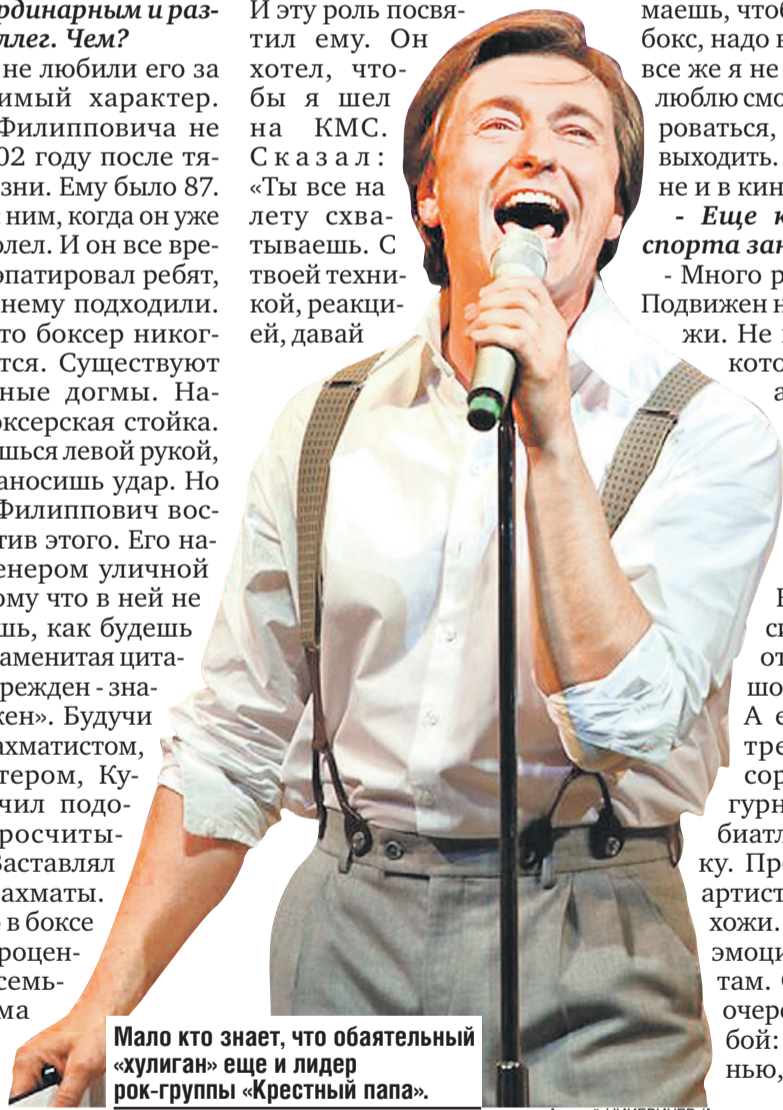 рдинарным и раз-
ллег. Чем?
не любили его за
имый характер.
Филипповича не
02 году после тя-
зни. Ему было 87.
с ним, когда он уже
олел. И он все вре-
эпатировал ребят,
нему подходили.
то боксер никог-
тся. Существуют
ные догмы. На-
оксерская стойка.
шься левой рукой,
аносишь удар. Но
Филиппович вос-
тив этого. Его на-
енером уличной
ому что в ней не
шь, как будешь
аменитая цита-
режден - зна-
жен». Будучи
ахматистом,
тером, Ку-
чил подо-
росчиты-
Заставлял
ахматы.
в боксе
роцен-
семь-
ма
И эту роль посвя-
тил ему. Он
хотел, что-
бы я шел
на КМС.
Сказал:
«Ты все на
лету схва-
тываешь. С
твоей техни-
кой, реакци-
ей, давай
маешь, чтоб
бокс, надо
все же я не
люблю смо
роваться,
выходить.
не и в кин
- Еще к
спорта зан
- Много р
Подвижен н
жи. Не
кото
а
си
от
шо
А е
тре
сор
гурн
биатл
ку. Пр
артист
хожи.
эмоци
там.
очере
бой:
нью,
Мало кто знает, что обаятельный
«хулиган» еще и лидер
рок-группы «Крестный папа».